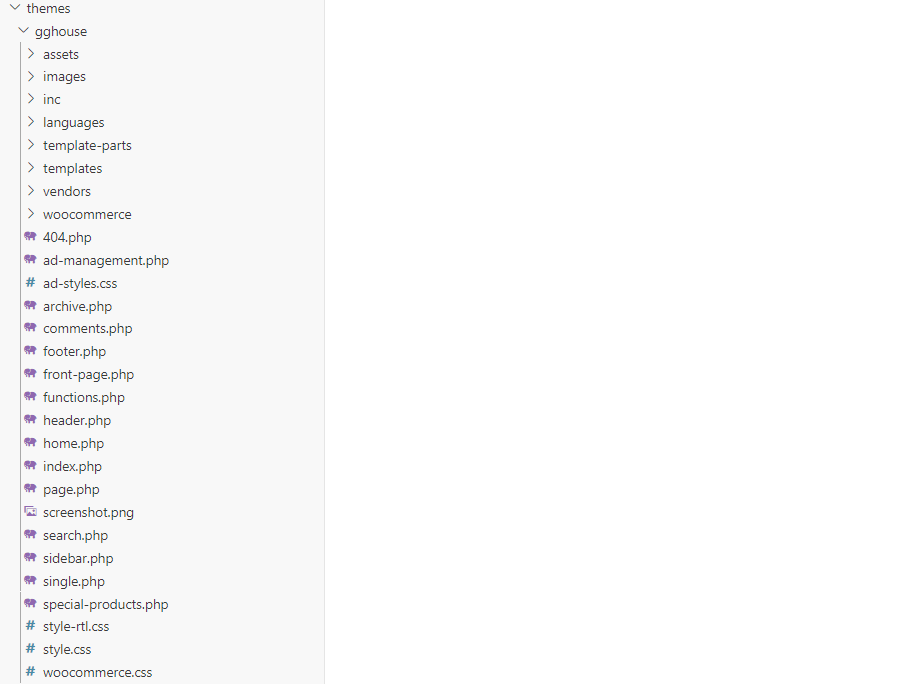 themes
gghouse
assets
images
inc
languages
template-parts
templates
vendors
woocommerce
404.php
ad-management.php
# ad-styles.css
archive.php
comments.php
footer.php
front-page.php
functions.php
header.php
home.php
index.php
page.php
screenshot.png
search.php
sidebar.php
single.php
special-products.php
# style-rtl.css
# style.css
# woocommerce.css